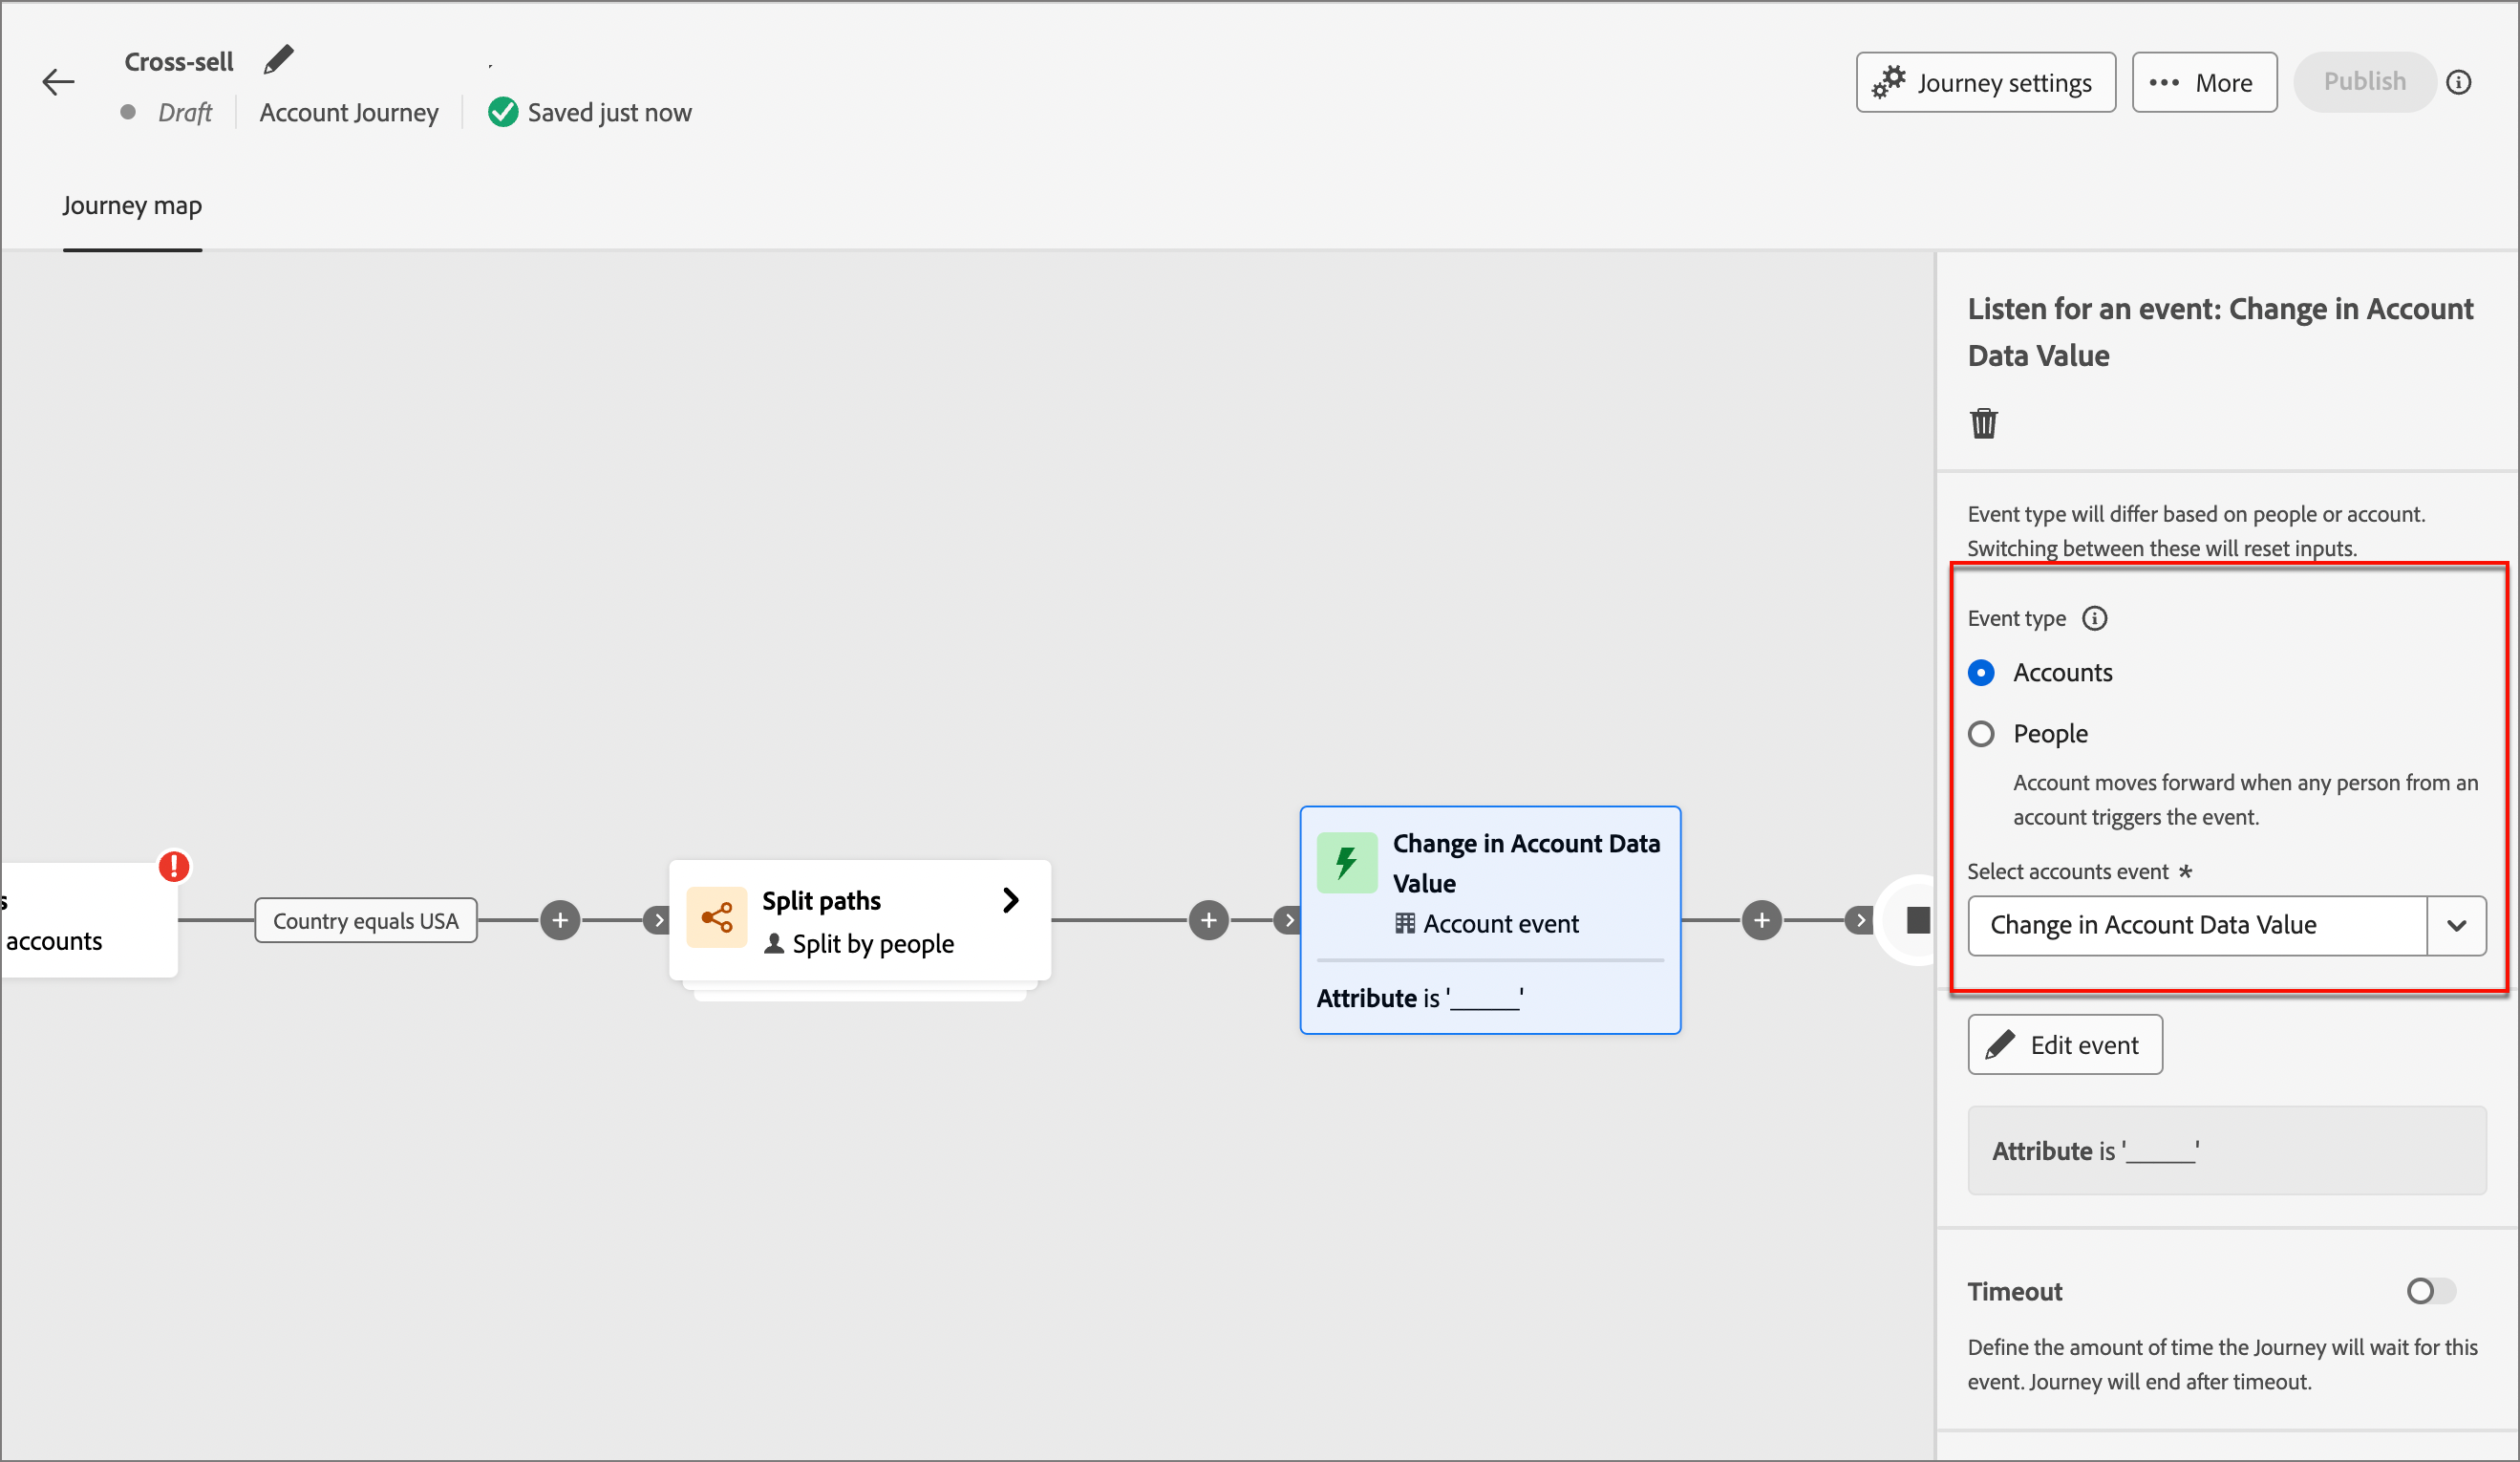 Cross-sell
Draft
Account Journey
Saved just now
Journey settings
More
Publish
Journey map
s
accounts
Country equals USA
Split paths
Split by people
Change in Account Data
Value
Account event
Attribute is '______'
Listen for an event: Change in Account
Data Value
Event type will differ based on people or account.
Switching between these will reset inputs.
Event type
Accounts
People
Account moves forward when any person from an
account triggers the event.
Select accounts event *
Change in Account Data Value
Edit event
Attribute is '______'
Timeout
Define the amount of time the Journey will wait for this
event. Journey will end after timeout.